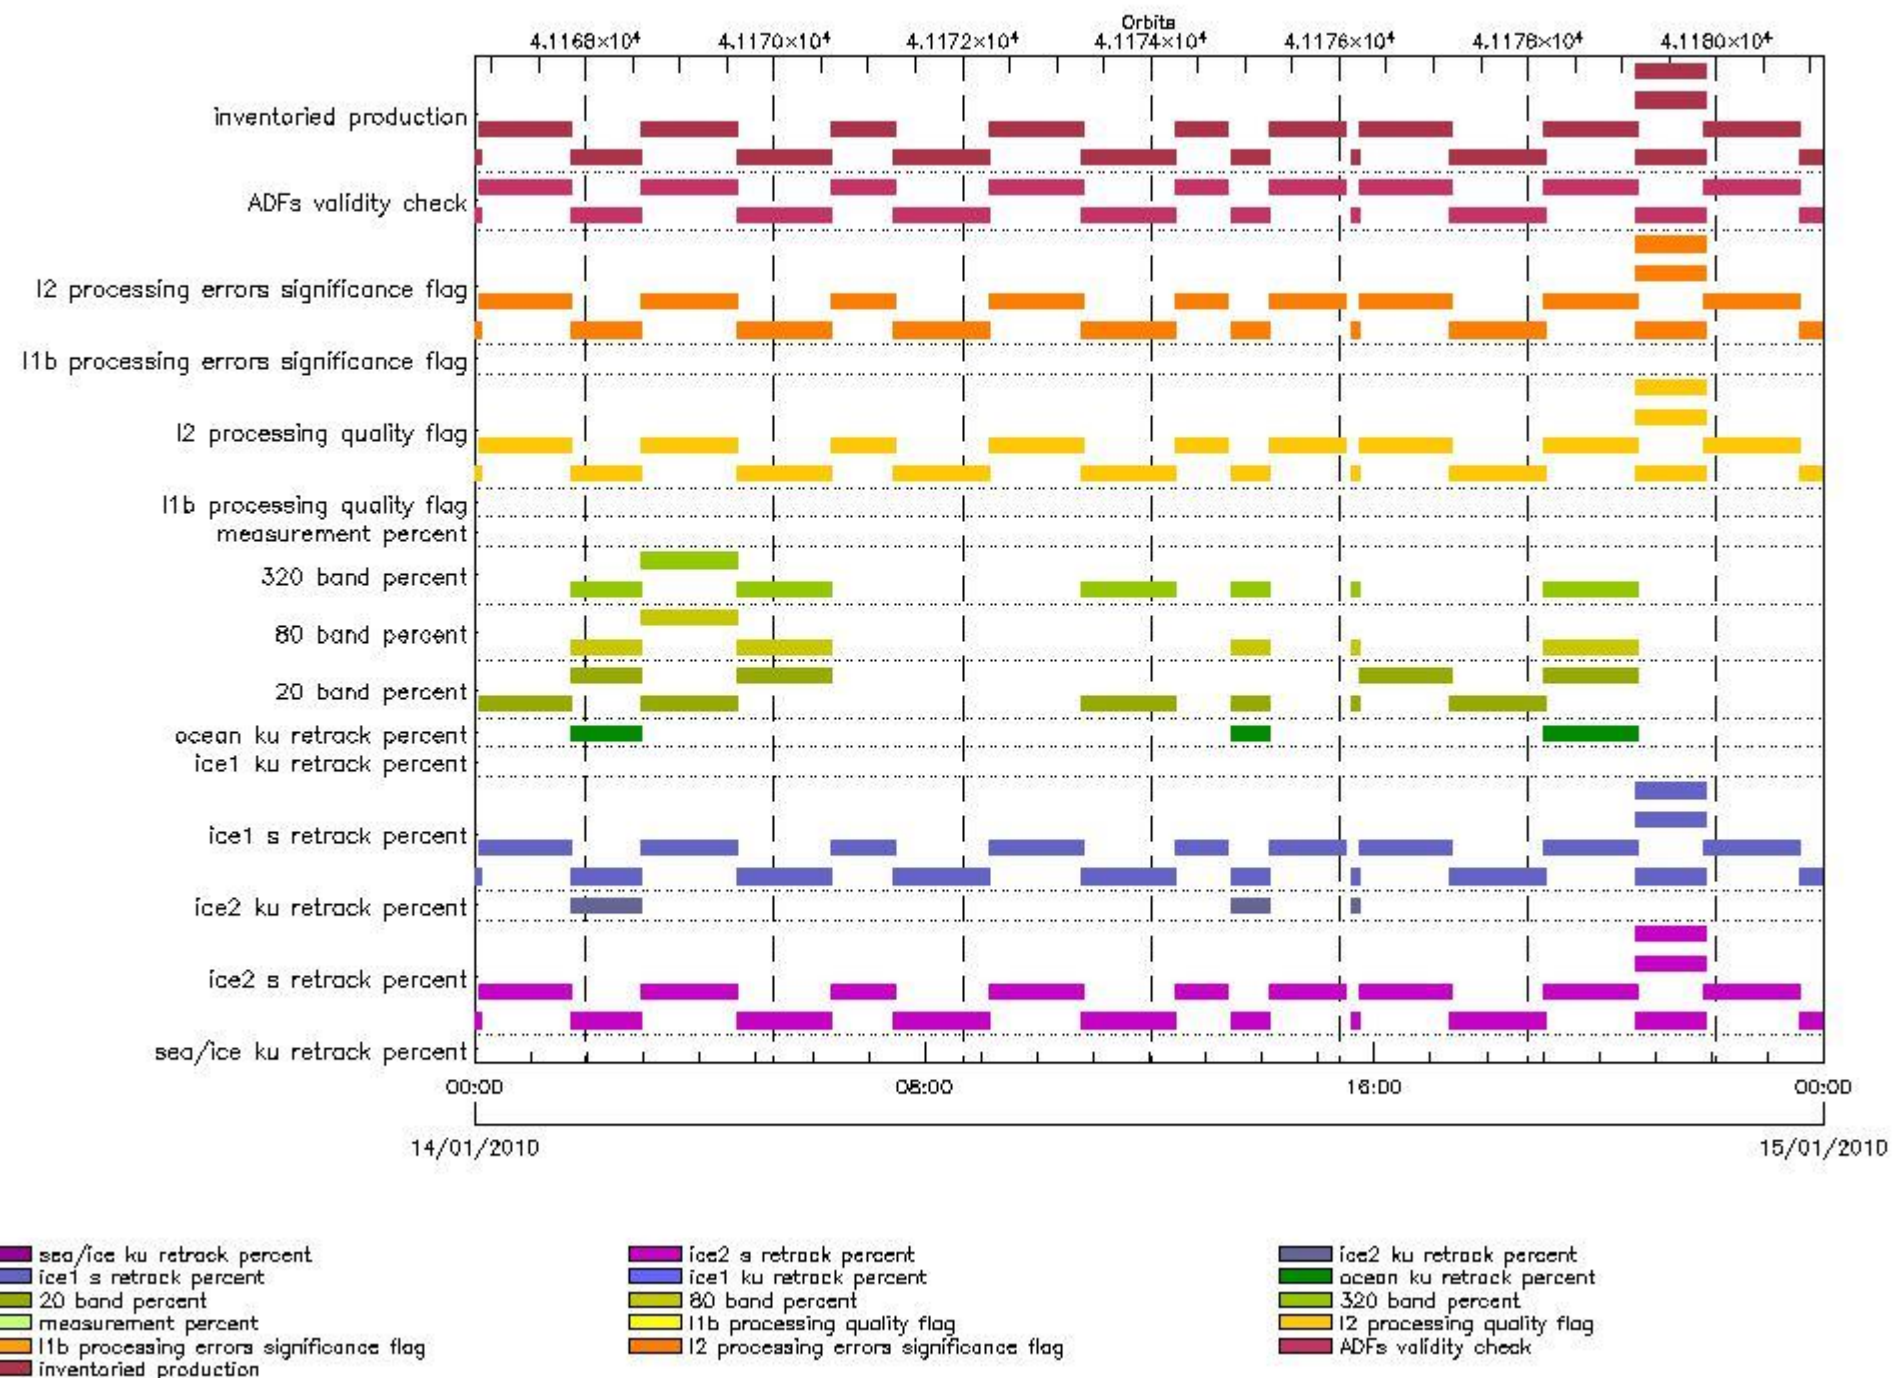 Orbits
4.1168×10⁴ 4.1170×10⁴ 4.1172×10⁴ 4.1174×10⁴ 4.1176×10⁴ 4.1178×10⁴ 4.1180×10⁴
inventoried production
ADFs validity check
l2 processing errors significance flag
l1b processing errors significance flag
l2 processing quality flag
l1b processing quality flag
measurement percent
320 band percent
80 band percent
20 band percent
ocean ku retrack percent
ice1 ku retrack percent
ice1 s retrack percent
ice2 ku retrack percent
ice2 s retrack percent
sea/ice ku retrack percent
00:00 08:00 16:00 00:00
14/01/2010 15/01/2010
sea/ice ku retrack percent ice2 s retrack percent ice2 ku retrack percent
ice1 s retrack percent ice1 ku retrack percent ocean ku retrack percent
20 band percent 80 band percent 320 band percent
measurement percent l1b processing quality flag l2 processing quality flag
l1b processing errors significance flag l2 processing errors significance flag ADFs validity check
inventoried production